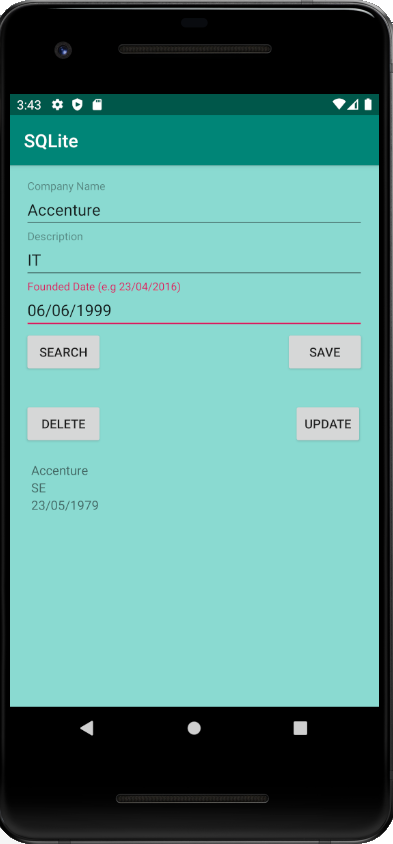 3:43
SQLite
Company Name
Accenture
Description
IT
Founded Date (e.g 23/04/2016)
06/06/1999
SEARCH SAVE
DELETE UPDATE
Accenture
SE
23/05/1979